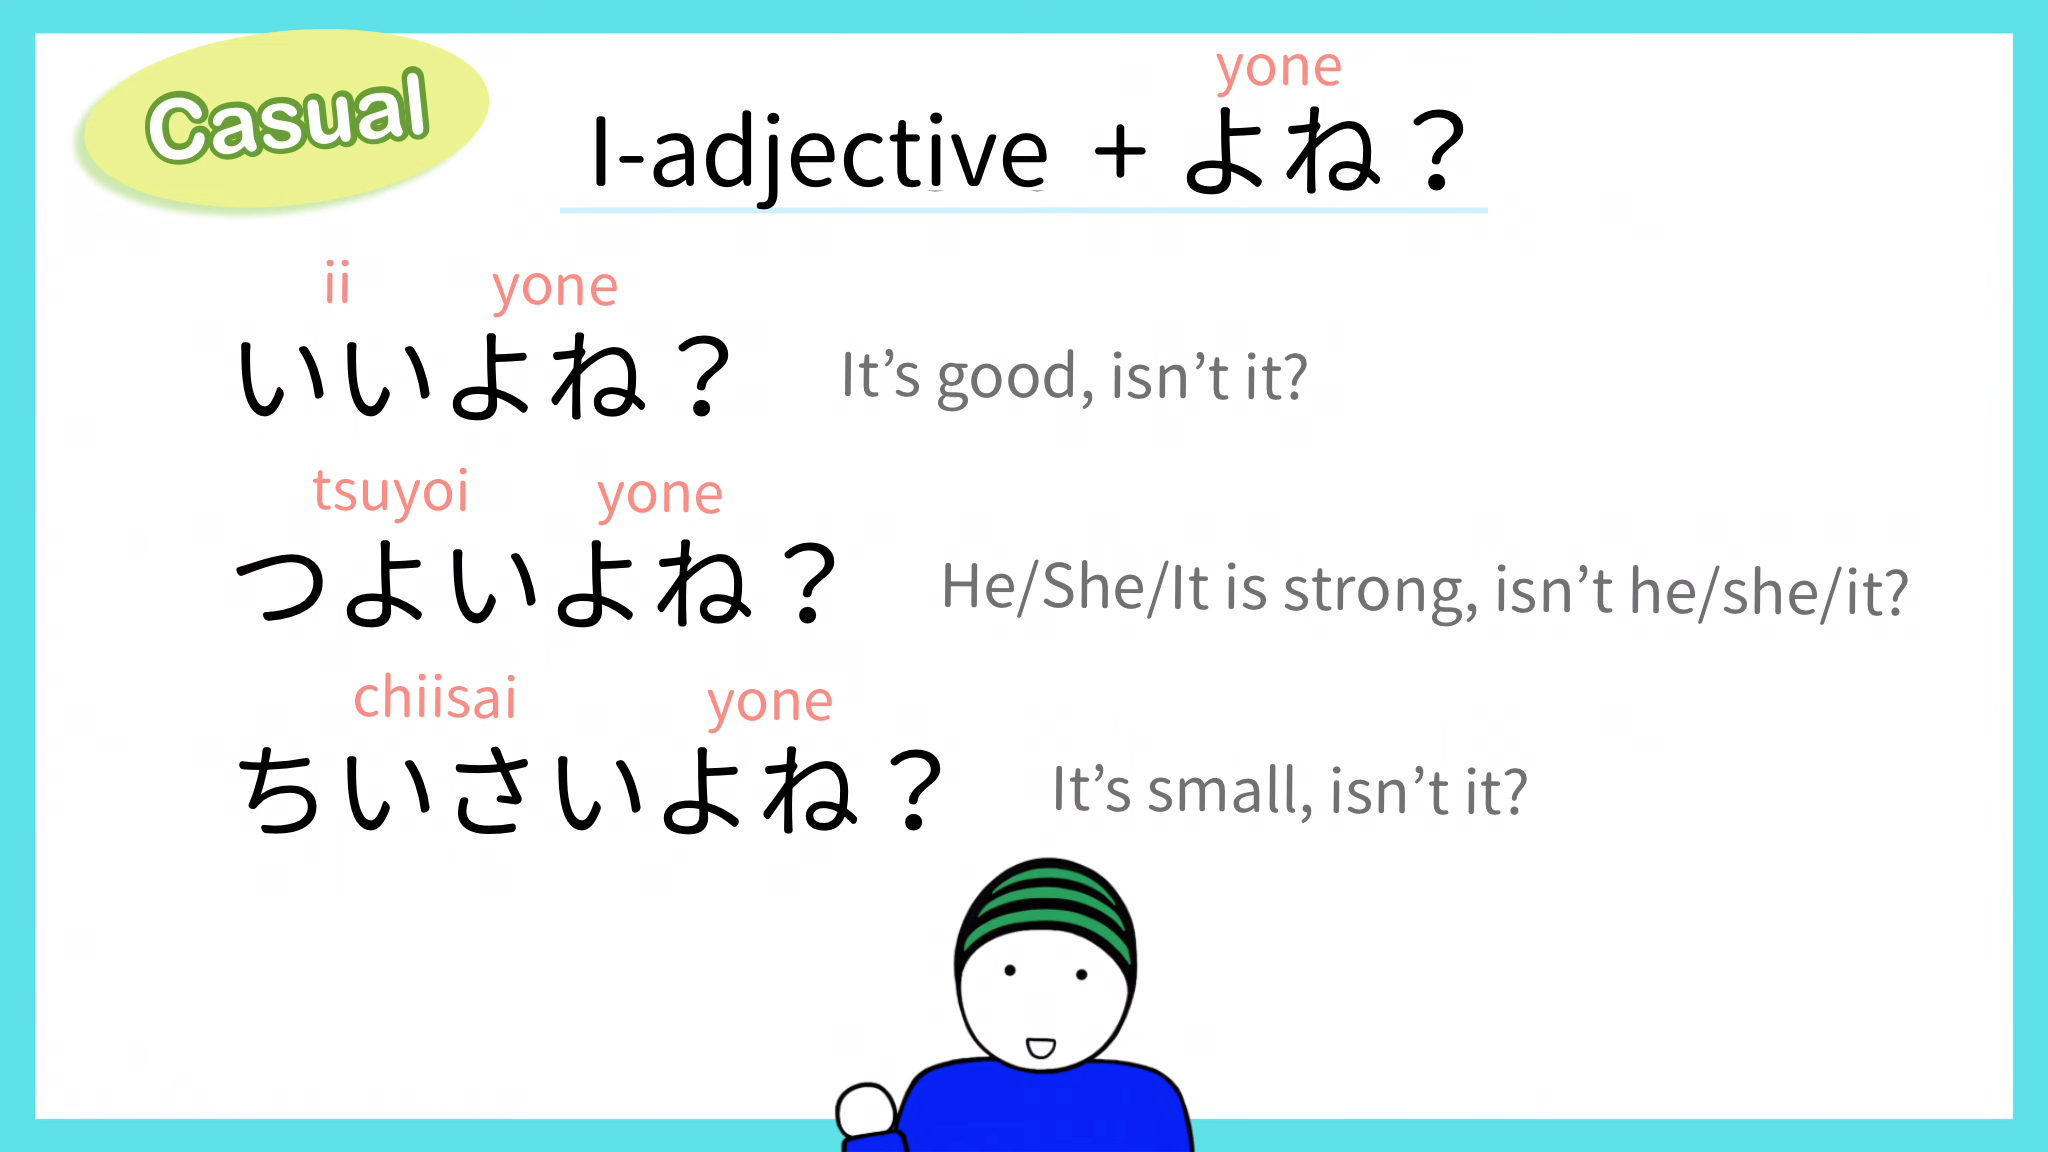 Casual
yone
I-adjective + よね？
ii yone
いいよね？ It’s good, isn’t it?
tsuyoi yone
つよいよね？ He/She/It is strong, isn’t he/she/it?
chiisai yone
ちいさいよね？ It’s small, isn’t it?